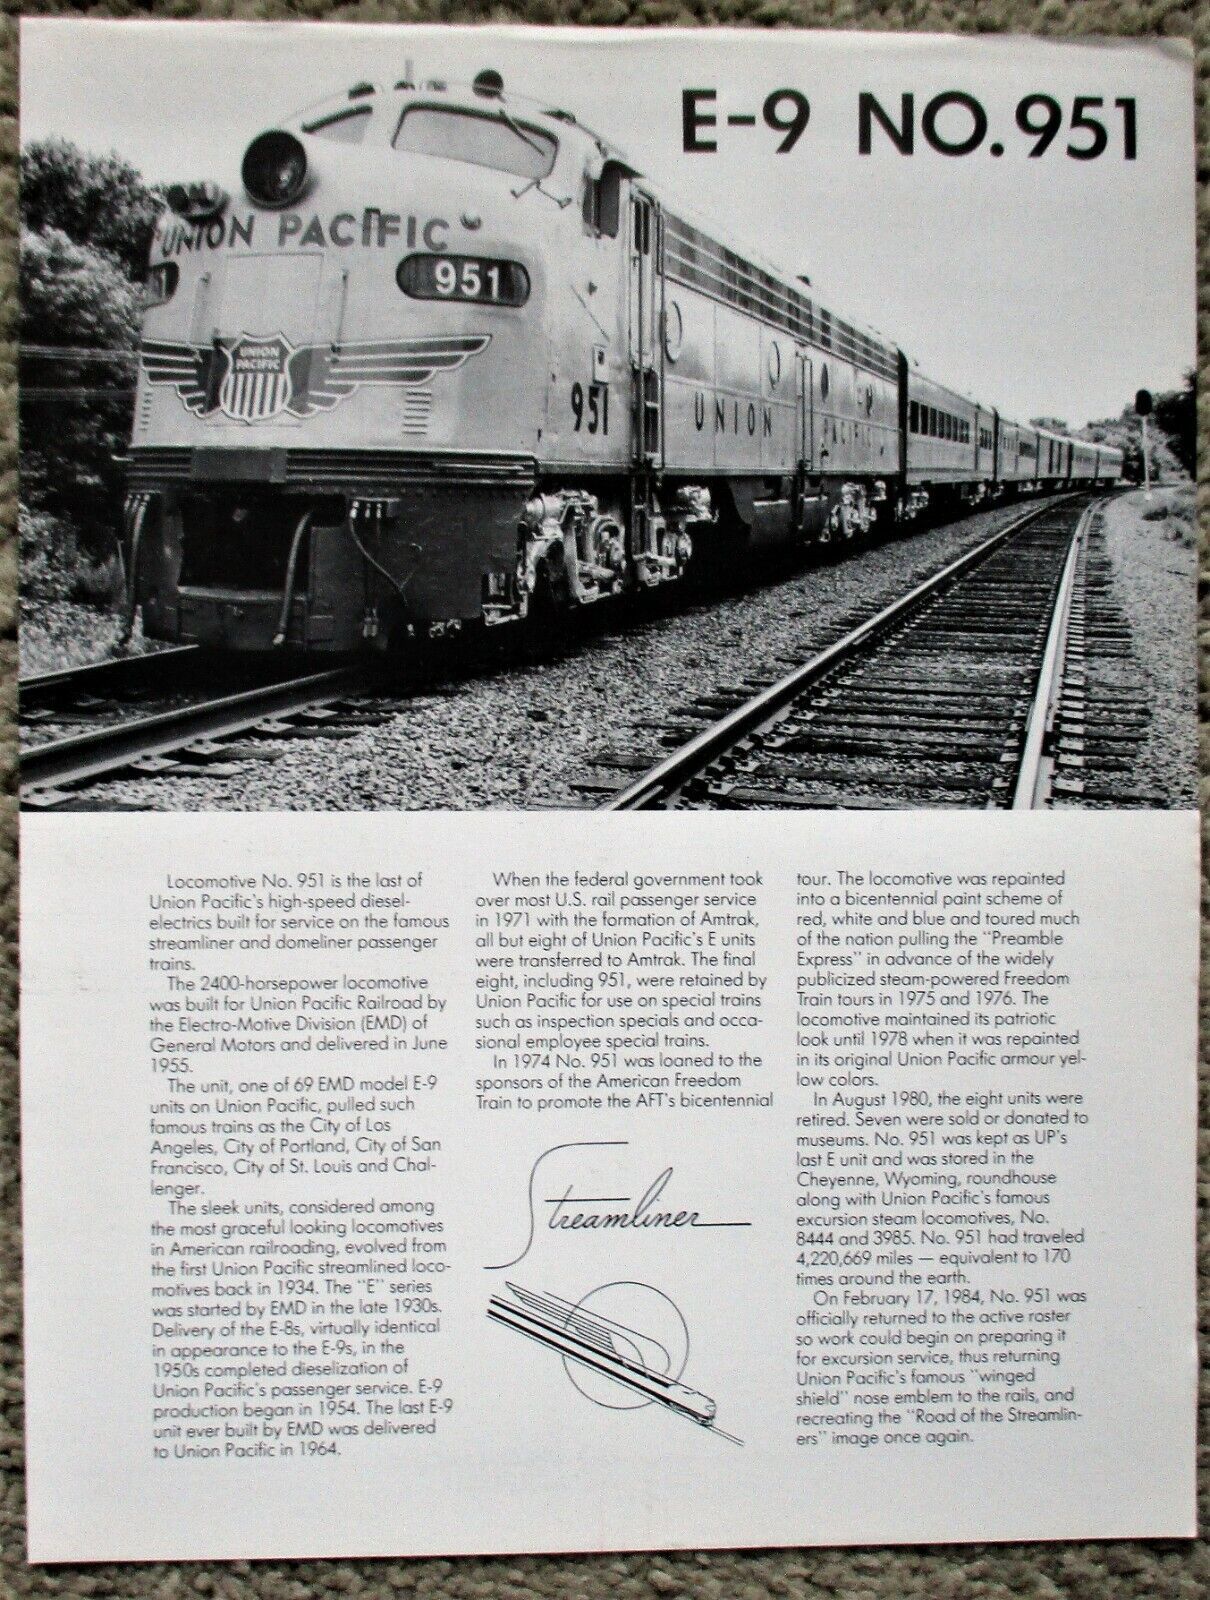 E-9 NO.951
UNION PACIFIC
951
1
UNION
PACIFIC
951
UNION PACIFIC
Locomotive No. 951 is the last of
Union Pacific's high-speed diesel-
electrics built for service on the famous
streamliner and domeliner passenger
trains.
The 2400-horsepower locomotive
was built for Union Pacific Railroad by
the Electro-Motive Division (EMD) of
General Motors and delivered in June
1955.
The unit, one of 69 EMD model E-9
units on Union Pacific, pulled such
famous trains as the City of Los
Angeles, City of Portland, City of San
Francisco, City of St. Louis and Chal-
lenger.
The sleek units, considered among
the most graceful looking locomotives
in American railroading, evolved from
the first Union Pacific streamlined loco-
motives back in 1934. The "E" series
was started by EMD in the late 1930s.
Delivery of the E-8s, virtually identical
in appearance to the E-9s, in the
1950s completed dieselization of
Union Pacific's passenger service. E-9
production began in 1954. The last E-9
unit ever built by EMD was delivered
to Union Pacific in 1964.
When the federal government took
over most U.S. rail passenger service
in 1971 with the formation of Amtrak,
all but eight of Union Pacific's E units
were transferred to Amtrak. The final
eight, including 951, were retained by
Union Pacific for use on special trains
such as inspection specials and occa-
sional employee special trains.
In 1974 No. 951 was loaned to the
sponsors of the American Freedom
Train to promote the AFT's bicentennial
Streamliner
tour. The locomotive was repainted
into a bicentennial paint scheme of
red, white and blue and toured much
of the nation pulling the "Preamble
Express" in advance of the widely
publicized steam-powered Freedom
Train tours in 1975 and 1976. The
locomotive maintained its patriotic
look until 1978 when it was repainted
in its original Union Pacific armour yel-
low colors.
In August 1980, the eight units were
retired. Seven were sold or donated to
museums. No. 951 was kept as UP's
last E unit and was stored in the
Cheyenne, Wyoming, roundhouse
along with Union Pacific's famous
excursion steam locomotives, No.
8444 and 3985. No. 951 had traveled
4,220,669 miles — equivalent to 170
times around the earth.
On February 17, 1984, No. 951 was
officially returned to the active roster
so work could begin on preparing it
for excursion service, thus returning
Union Pacific's famous "winged
shield" nose emblem to the rails, and
recreating the "Road of the Streamlin-
ers" image once again.